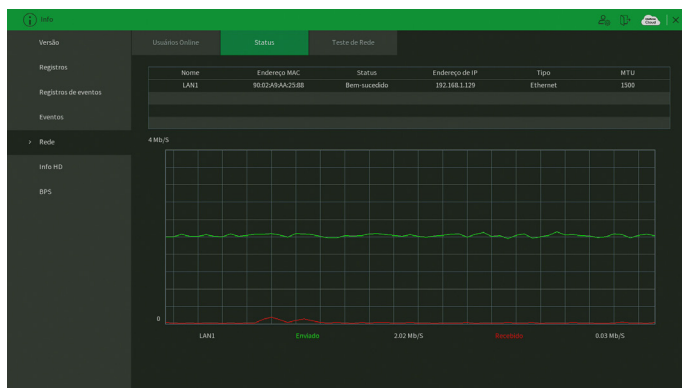 Info
Versão
Registros
Registros de eventos
Eventos
> Rede
Info HD
BPS
Usuários Online Status Teste de Rede
Nome Endereço MAC Status Endereço de IP Tipo MTU
LAN1 90:02:A9:AA:25:88 Bem-sucedido 192.168.1.129 Ethernet 1500
4 Mb/S
0
LAN1 Enviado 2.02 Mb/S Recebido 0.03 Mb/S